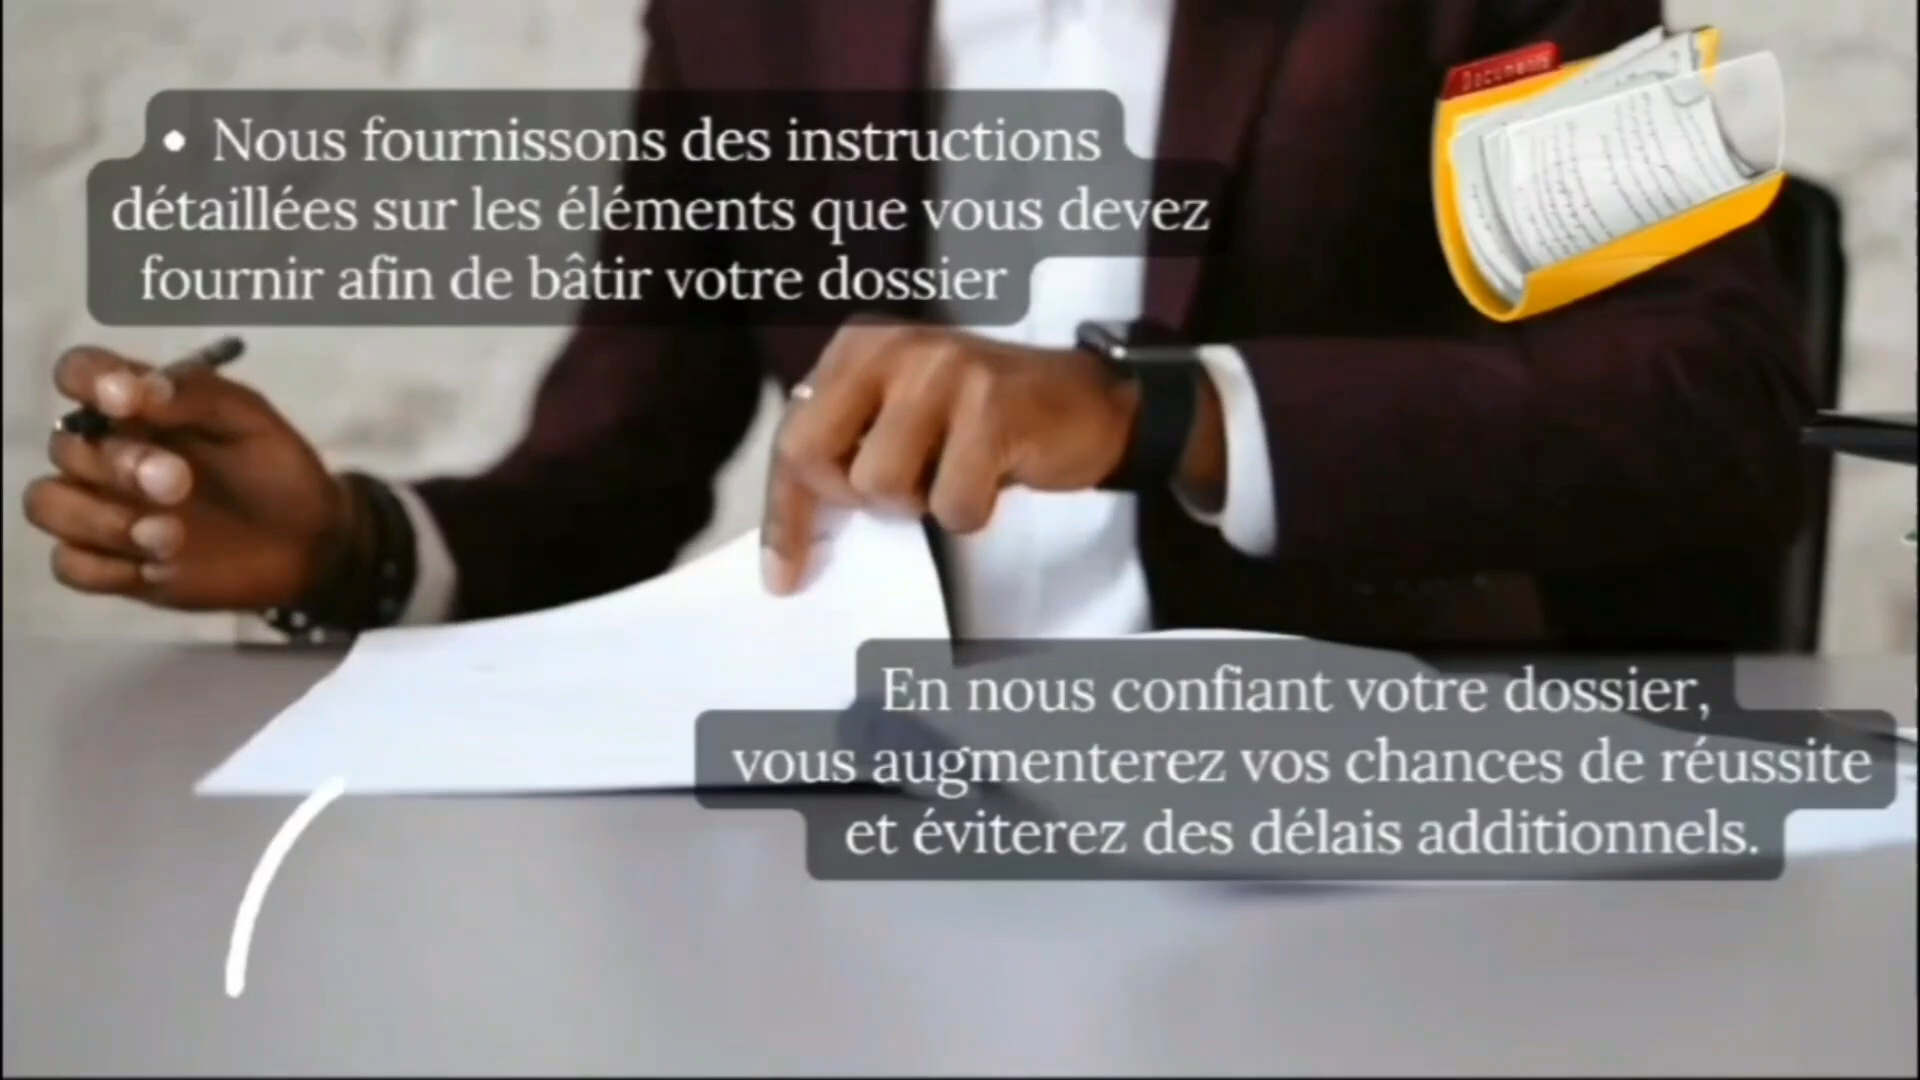 Documents
• Nous fournissons des instructions
détaillées sur les éléments que vous devez
fournir afin de bâtir votre dossier
En nous confiant votre dossier,
vous augmenterez vos chances de réussite
et éviterez des délais additionnels.